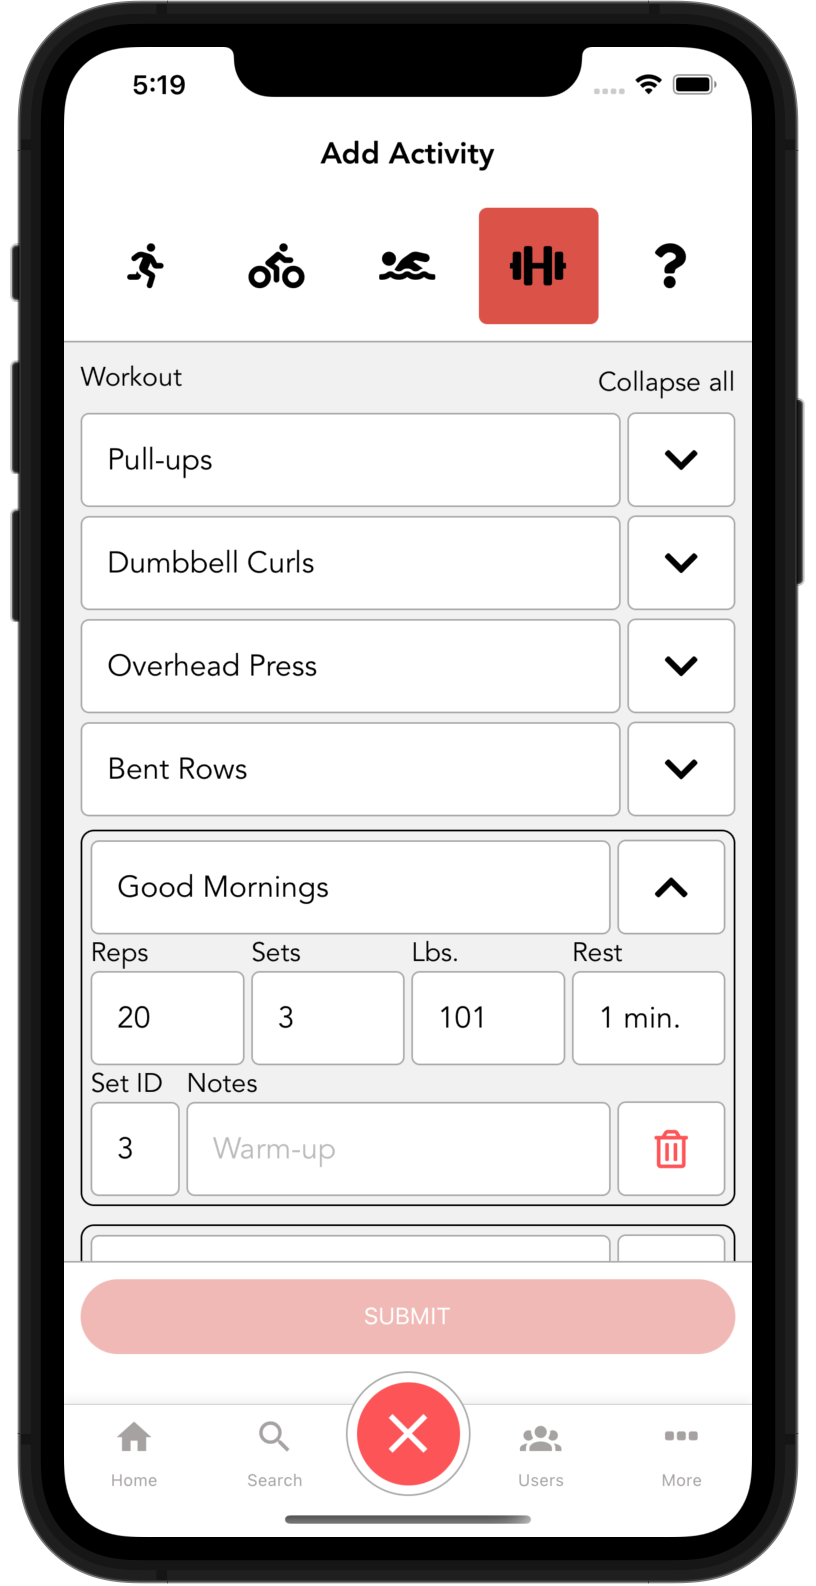 5:19
Add Activity
?
Workout
Collapse all
Pull-ups
Dumbbell Curls
Overhead Press
Bent Rows
Good Mornings
Reps Sets Lbs. Rest
20 3 101 1 min.
Set ID Notes
3 Warm-up
SUBMIT
Home Search Users More